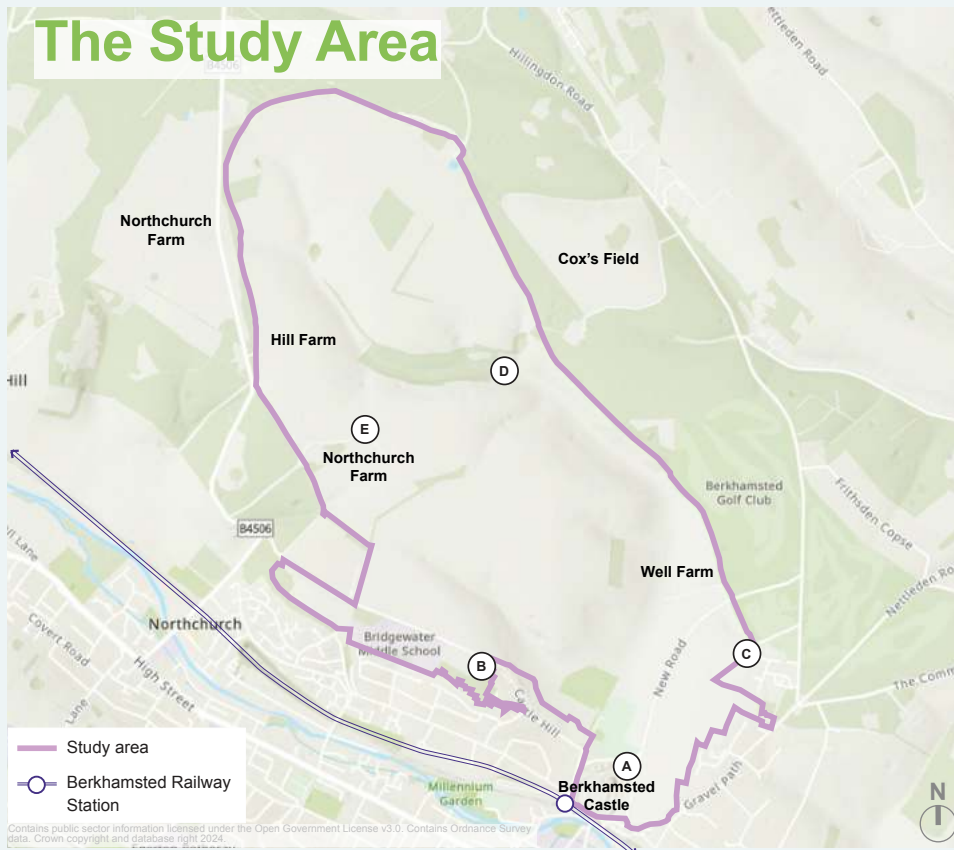 The Study Area
B4506
Hillingdon Road
Nettleden Road
Northchurch
Farm
Cox's Field
Hill Farm
Hill
D
E
Northchurch
Farm
Berkhamsted
Golf Club
Frithsden Copse
B4506
Well Farm
Nettleden Ro
Lane
Northchurch
Covert Road
Bridgewater
Middle School
High Street
B
C
New Road
Castle Hill
The Comm
Lane
Study area
A
Berkhamsted
Castle
Gravel Path
Berkhamsted Railway
Station
Millennium
Garden
N
Contains public sector information licensed under the Open Government License v3.0. Contains Ordnance Survey
data. Crown copyright and database right 2024.